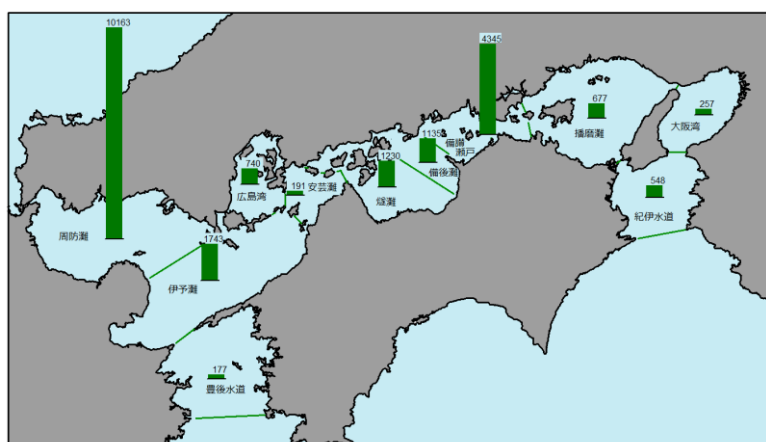 10163
4345
677
257
播磨灘
大阪湾
1135
備讃
瀬戸
740
1230
備後灘
191
安芸灘
548
広島湾
燧灘
紀伊水道
周防灘
1743
伊予灘
177
豊後水道